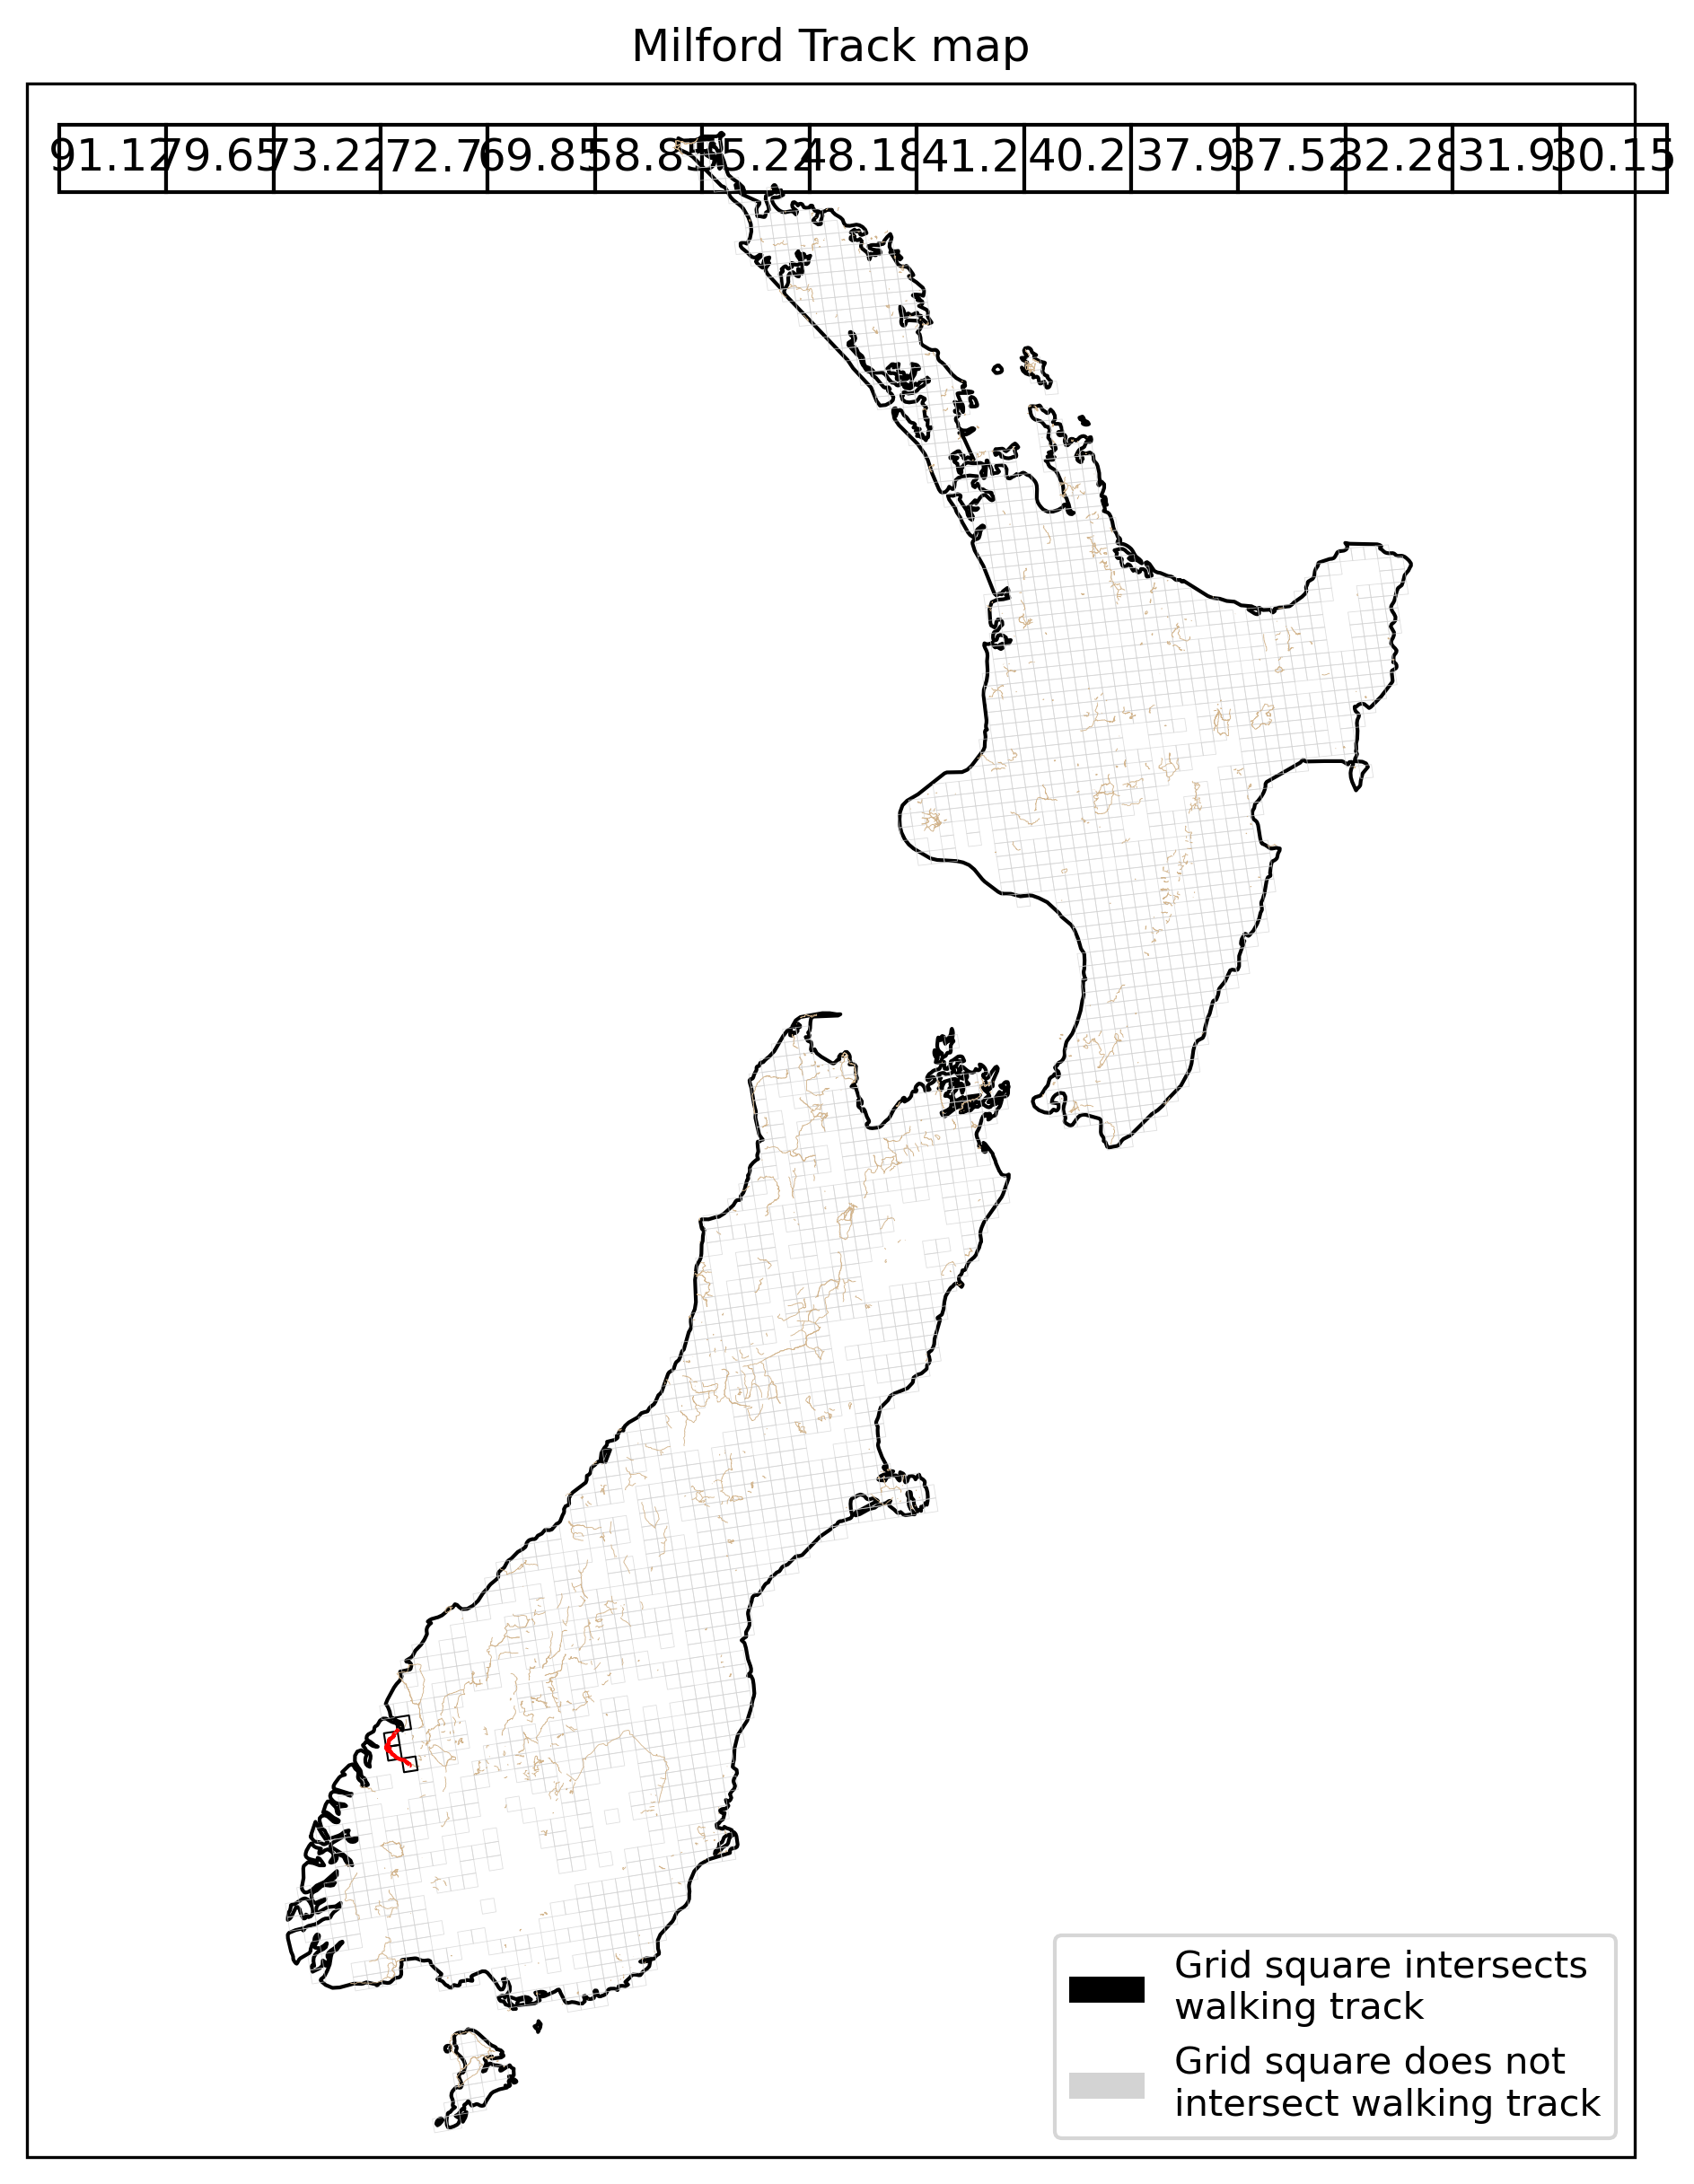 Milford Track map
91.12 79.65 73.22 72.7 69.85 58.85 55.22 48.18 41.2 40.2 37.9 37.52 32.28 31.9 30.15
Grid square intersects
walking track
Grid square does not
intersect walking track